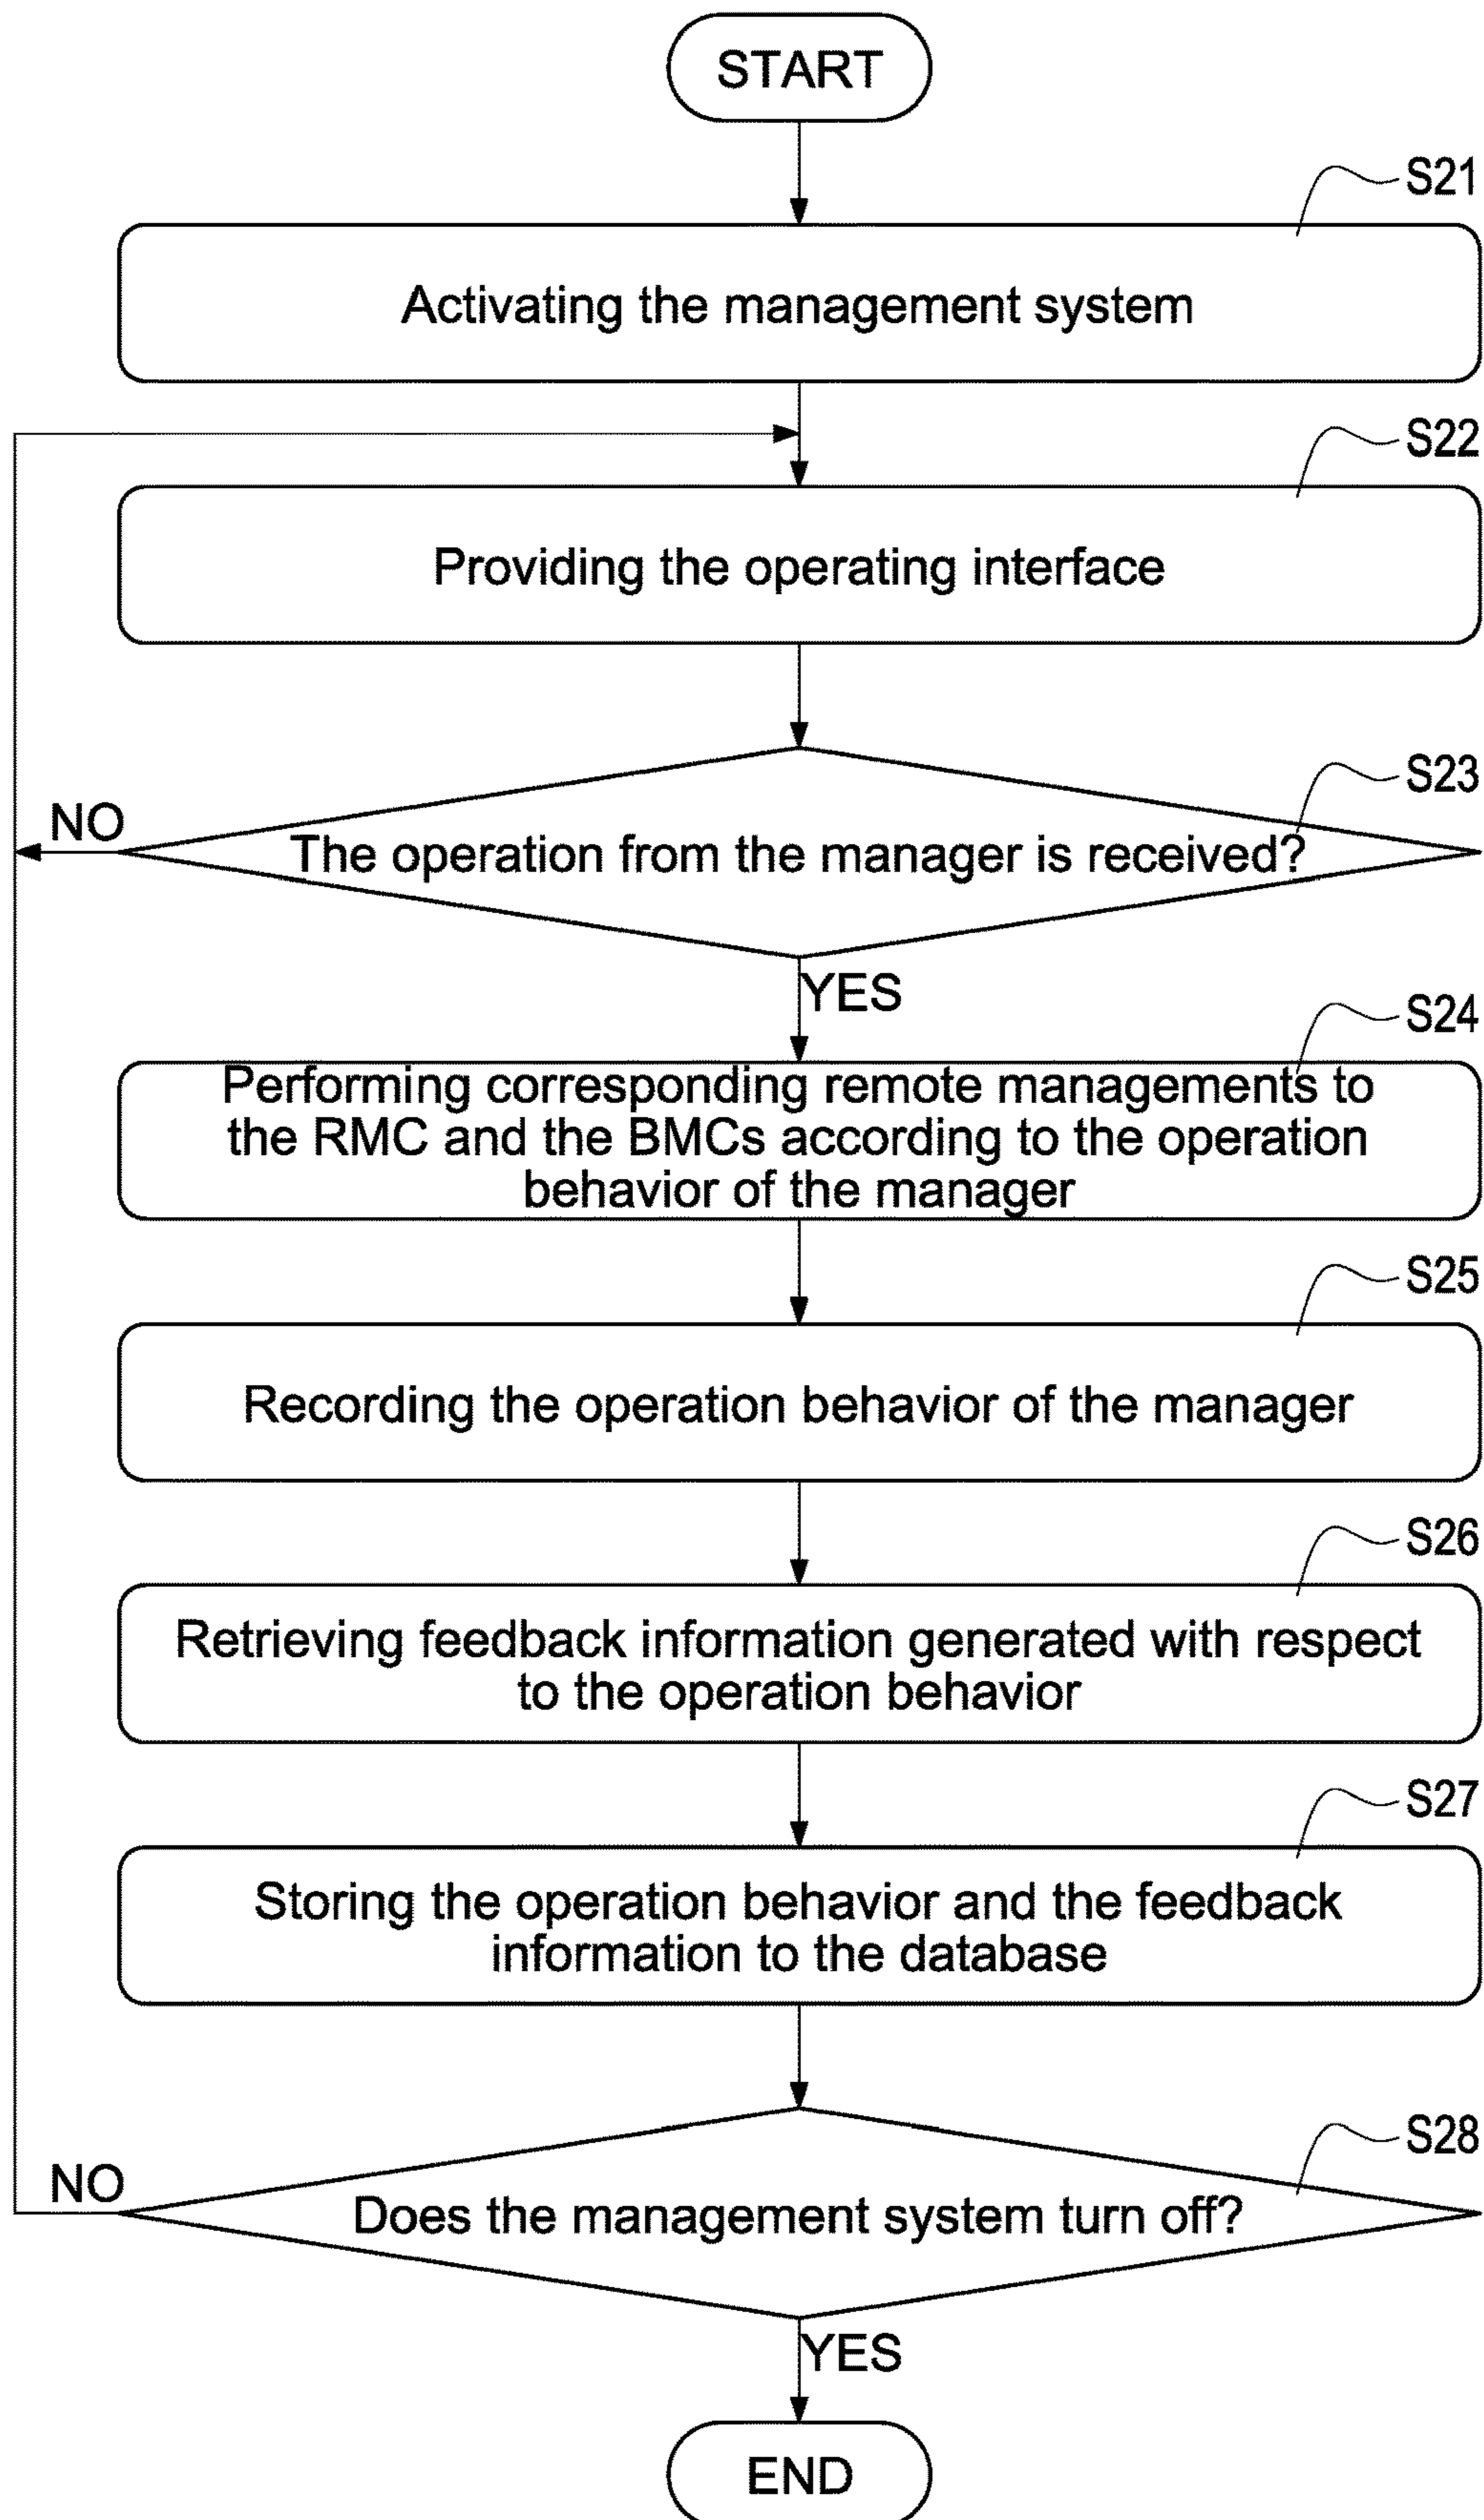 START
S21
Activating the management system
S22
Providing the operating interface
S23
NO
The operation from the manager is received?
YES
S24
Performing corresponding remote managements to
the RMC and the BMCs according to the operation
behavior of the manager
S25
Recording the operation behavior of the manager
S26
Retrieving feedback information generated with respect
to the operation behavior
S27
Storing the operation behavior and the feedback
information to the database
S28
NO
Does the management system turn off?
YES
END